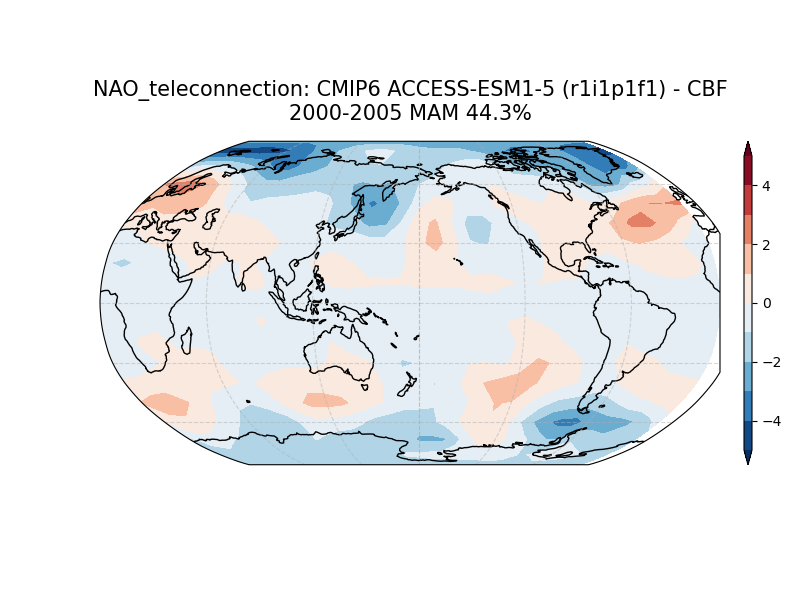 NAO_teleconnection: CMIP6 ACCESS-ESM1-5 (r1i1p1f1) - CBF
2000-2005 MAM 44.3%
4
2
0
−2
−4